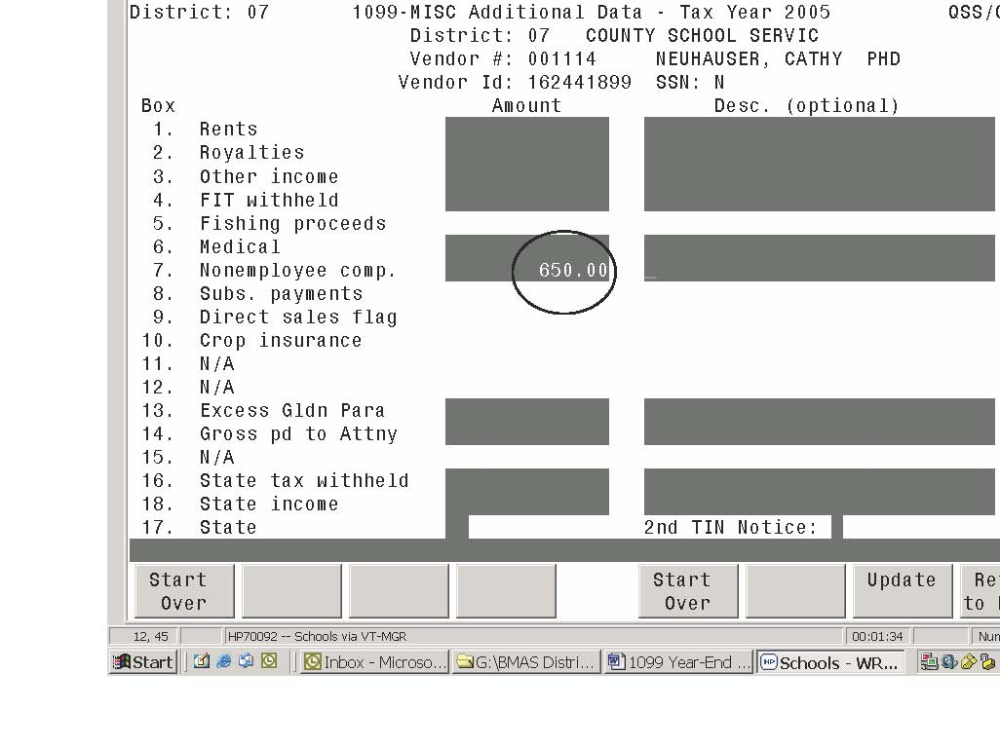 District: 07 1099-MISC Additional Data - Tax Year 2005 QSS/
District: 07 COUNTY SCHOOL SERVIC
Vendor #: 001114 NEUHAUSER, CATHY PHD
Vendor Id: 162441899 SSN: N
Box Amount Desc. (optional)
1. Rents
2. Royalties
3. Other income
4. FIT withheld
5. Fishing proceeds
6. Medical
7. Nonemployee comp. 650.00 _
8. Subs. payments
9. Direct sales flag
10. Crop insurance
11. N/A
12. N/A
13. Excess Gldn Para
14. Gross pd to Attny
15. N/A
16. State tax withheld
18. State income
17. State 2nd TIN Notice:
Start Over Start Over Update Re
to
12, 45 HP70092 -- Schools via VT-MGR 00:01:34 Num
Start Inbox - Microso... G:\BMAS Distri... 1099 Year-End ... Schools - WR...